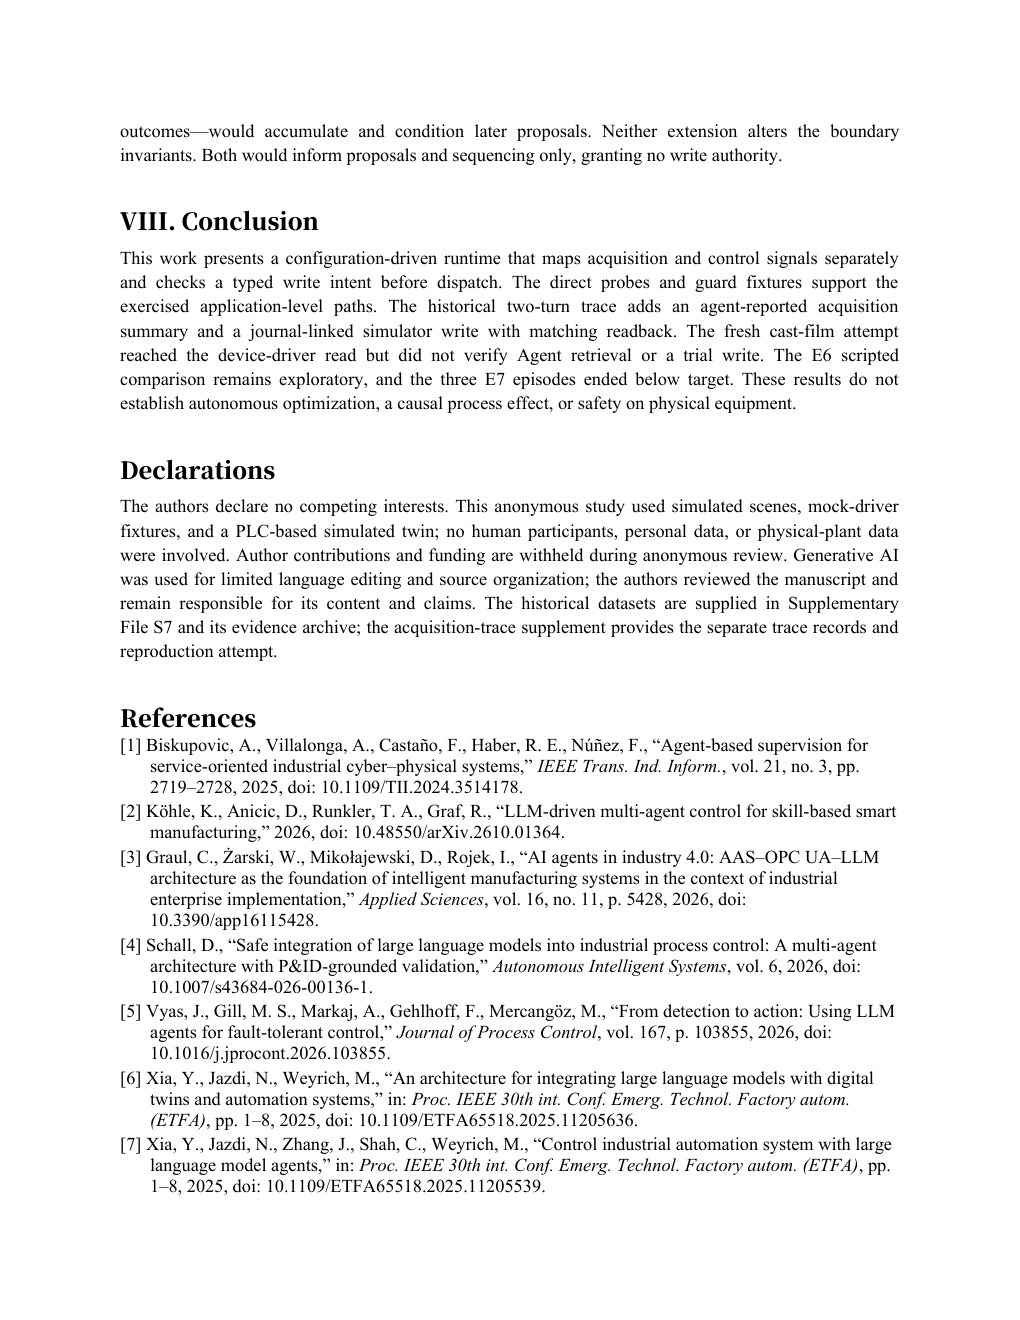 outcomes—would accumulate and condition later proposals. Neither extension alters the boundary
invariants. Both would inform proposals and sequencing only, granting no write authority.
VIII. Conclusion
This work presents a configuration-driven runtime that maps acquisition and control signals separately
and checks a typed write intent before dispatch. The direct probes and guard fixtures support the
exercised application-level paths. The historical two-turn trace adds an agent-reported acquisition
summary and a journal-linked simulator write with matching readback. The fresh cast-film attempt
reached the device-driver read but did not verify Agent retrieval or a trial write. The E6 scripted
comparison remains exploratory, and the three E7 episodes ended below target. These results do not
establish autonomous optimization, a causal process effect, or safety on physical equipment.
Declarations
The authors declare no competing interests. This anonymous study used simulated scenes, mock-driver
fixtures, and a PLC-based simulated twin; no human participants, personal data, or physical-plant data
were involved. Author contributions and funding are withheld during anonymous review. Generative AI
was used for limited language editing and source organization; the authors reviewed the manuscript and
remain responsible for its content and claims. The historical datasets are supplied in Supplementary
File S7 and its evidence archive; the acquisition-trace supplement provides the separate trace records and
reproduction attempt.
References
[1] Biskupovic, A., Villalonga, A., Castaño, F., Haber, R. E., Núñez, F., “Agent-based supervision for
service-oriented industrial cyber–physical systems,” IEEE Trans. Ind. Inform., vol. 21, no. 3, pp.
2719–2728, 2025, doi: 10.1109/TII.2024.3514178.
[2] Köhle, K., Anicic, D., Runkler, T. A., Graf, R., “LLM-driven multi-agent control for skill-based smart
manufacturing,” 2026, doi: 10.48550/arXiv.2610.01364.
[3] Graul, C., Żarski, W., Mikołajewski, D., Rojek, I., “AI agents in industry 4.0: AAS–OPC UA–LLM
architecture as the foundation of intelligent manufacturing systems in the context of industrial
enterprise implementation,” Applied Sciences, vol. 16, no. 11, p. 5428, 2026, doi:
10.3390/app16115428.
[4] Schall, D., “Safe integration of large language models into industrial process control: A multi-agent
architecture with P&ID-grounded validation,” Autonomous Intelligent Systems, vol. 6, 2026, doi:
10.1007/s43684-026-00136-1.
[5] Vyas, J., Gill, M. S., Markaj, A., Gehlhoff, F., Mercangöz, M., “From detection to action: Using LLM
agents for fault-tolerant control,” Journal of Process Control, vol. 167, p. 103855, 2026, doi:
10.1016/j.jprocont.2026.103855.
[6] Xia, Y., Jazdi, N., Weyrich, M., “An architecture for integrating large language models with digital
twins and automation systems,” in: Proc. IEEE 30th int. Conf. Emerg. Technol. Factory autom.
(ETFA), pp. 1–8, 2025, doi: 10.1109/ETFA65518.2025.11205636.
[7] Xia, Y., Jazdi, N., Zhang, J., Shah, C., Weyrich, M., “Control industrial automation system with large
language model agents,” in: Proc. IEEE 30th int. Conf. Emerg. Technol. Factory autom. (ETFA), pp.
1–8, 2025, doi: 10.1109/ETFA65518.2025.11205539.